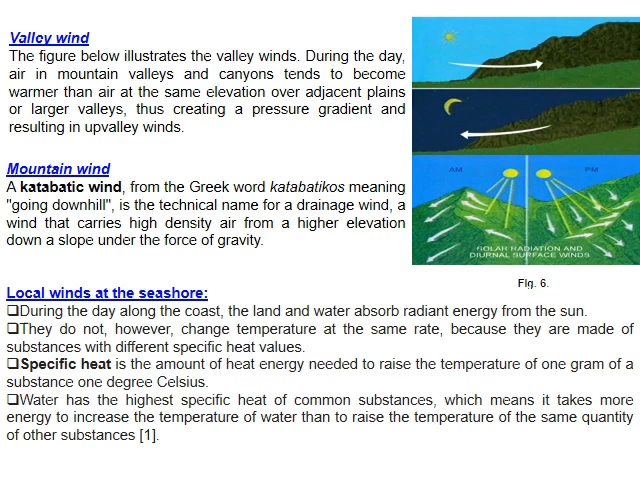 Valley wind
The figure below illustrates the valley winds. During the day,
air in mountain valleys and canyons tends to become
warmer than air at the same elevation over adjacent plains
or larger valleys, thus creating a pressure gradient and
resulting in upvalley winds.
Mountain wind
A katabatic wind, from the Greek word katabatikos meaning
"going downhill", is the technical name for a drainage wind, a
wind that carries high density air from a higher elevation
down a slope under the force of gravity.
AM PM
SOLAR RADIATION AND
DIURNAL SURFACE WINDS
Fig. 6.
Local winds at the seashore:
❑During the day along the coast, the land and water absorb radiant energy from the sun.
❑They do not, however, change temperature at the same rate, because they are made of
substances with different specific heat values.
❑Specific heat is the amount of heat energy needed to raise the temperature of one gram of a
substance one degree Celsius.
❑Water has the highest specific heat of common substances, which means it takes more
energy to increase the temperature of water than to raise the temperature of the same quantity
of other substances [1].